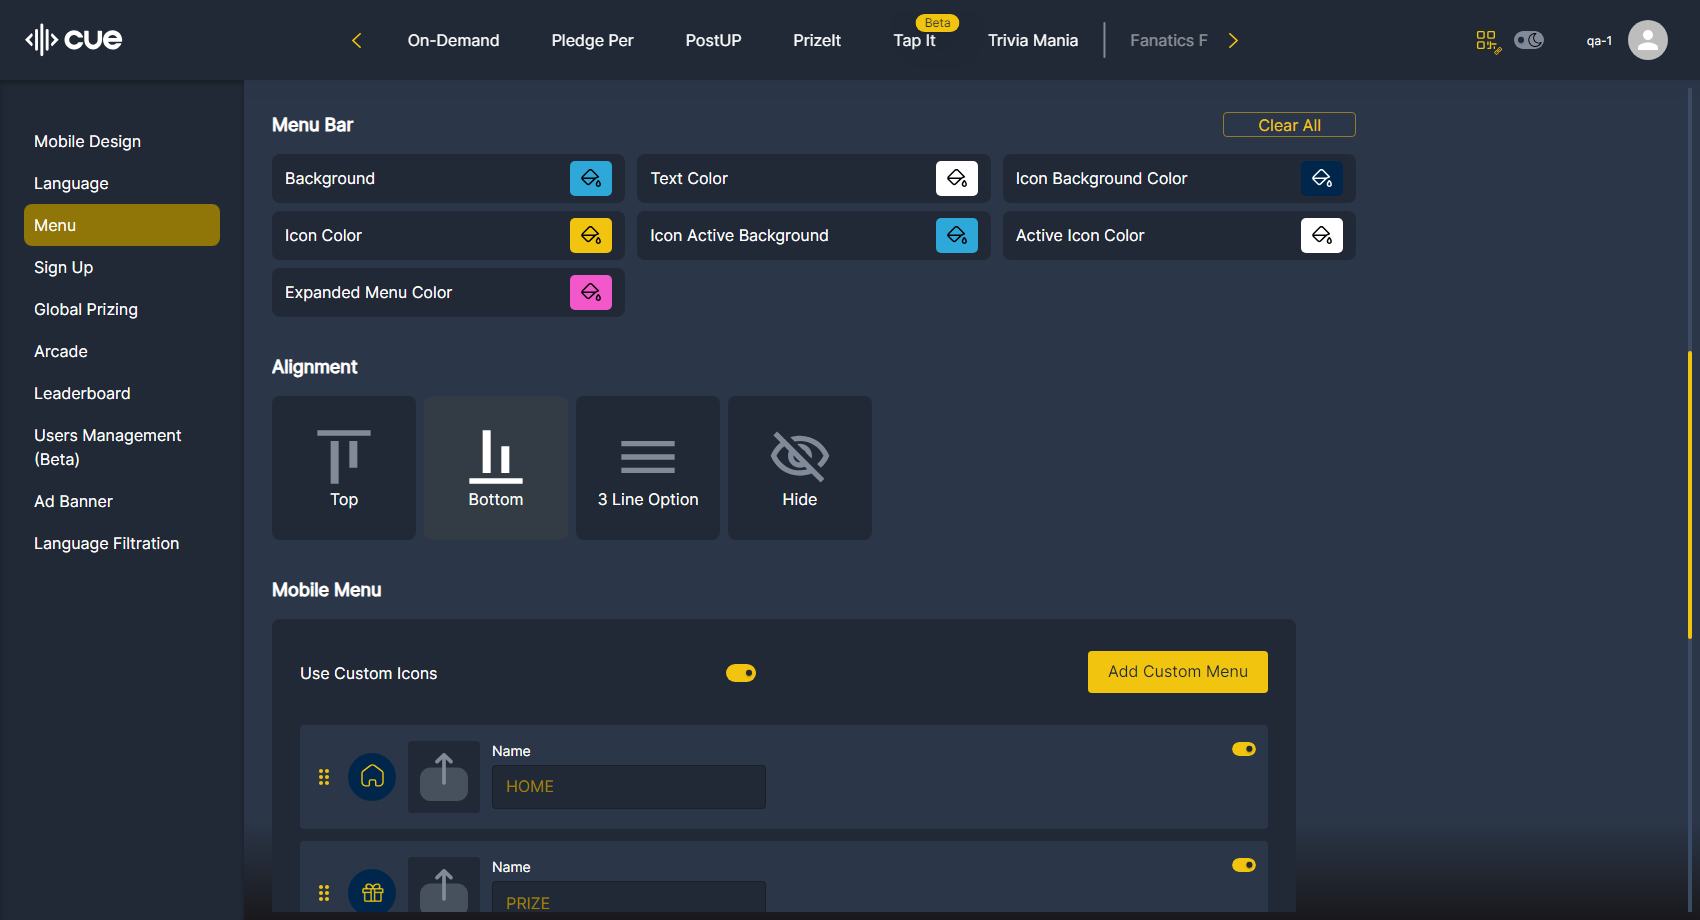 cue
On-Demand
Pledge Per
PostUP
PrizeIt
Beta
Tap It
Trivia Mania
Fanatics F
qa-1
Mobile Design
Language
Menu
Sign Up
Global Prizing
Arcade
Leaderboard
Users Management
(Beta)
Ad Banner
Language Filtration
Menu Bar
Clear All
Background
Text Color
Icon Background Color
Icon Color
Icon Active Background
Active Icon Color
Expanded Menu Color
Alignment
Top
Bottom
3 Line Option
Hide
Mobile Menu
Use Custom Icons
Add Custom Menu
Name
HOME
Name
PRIZE